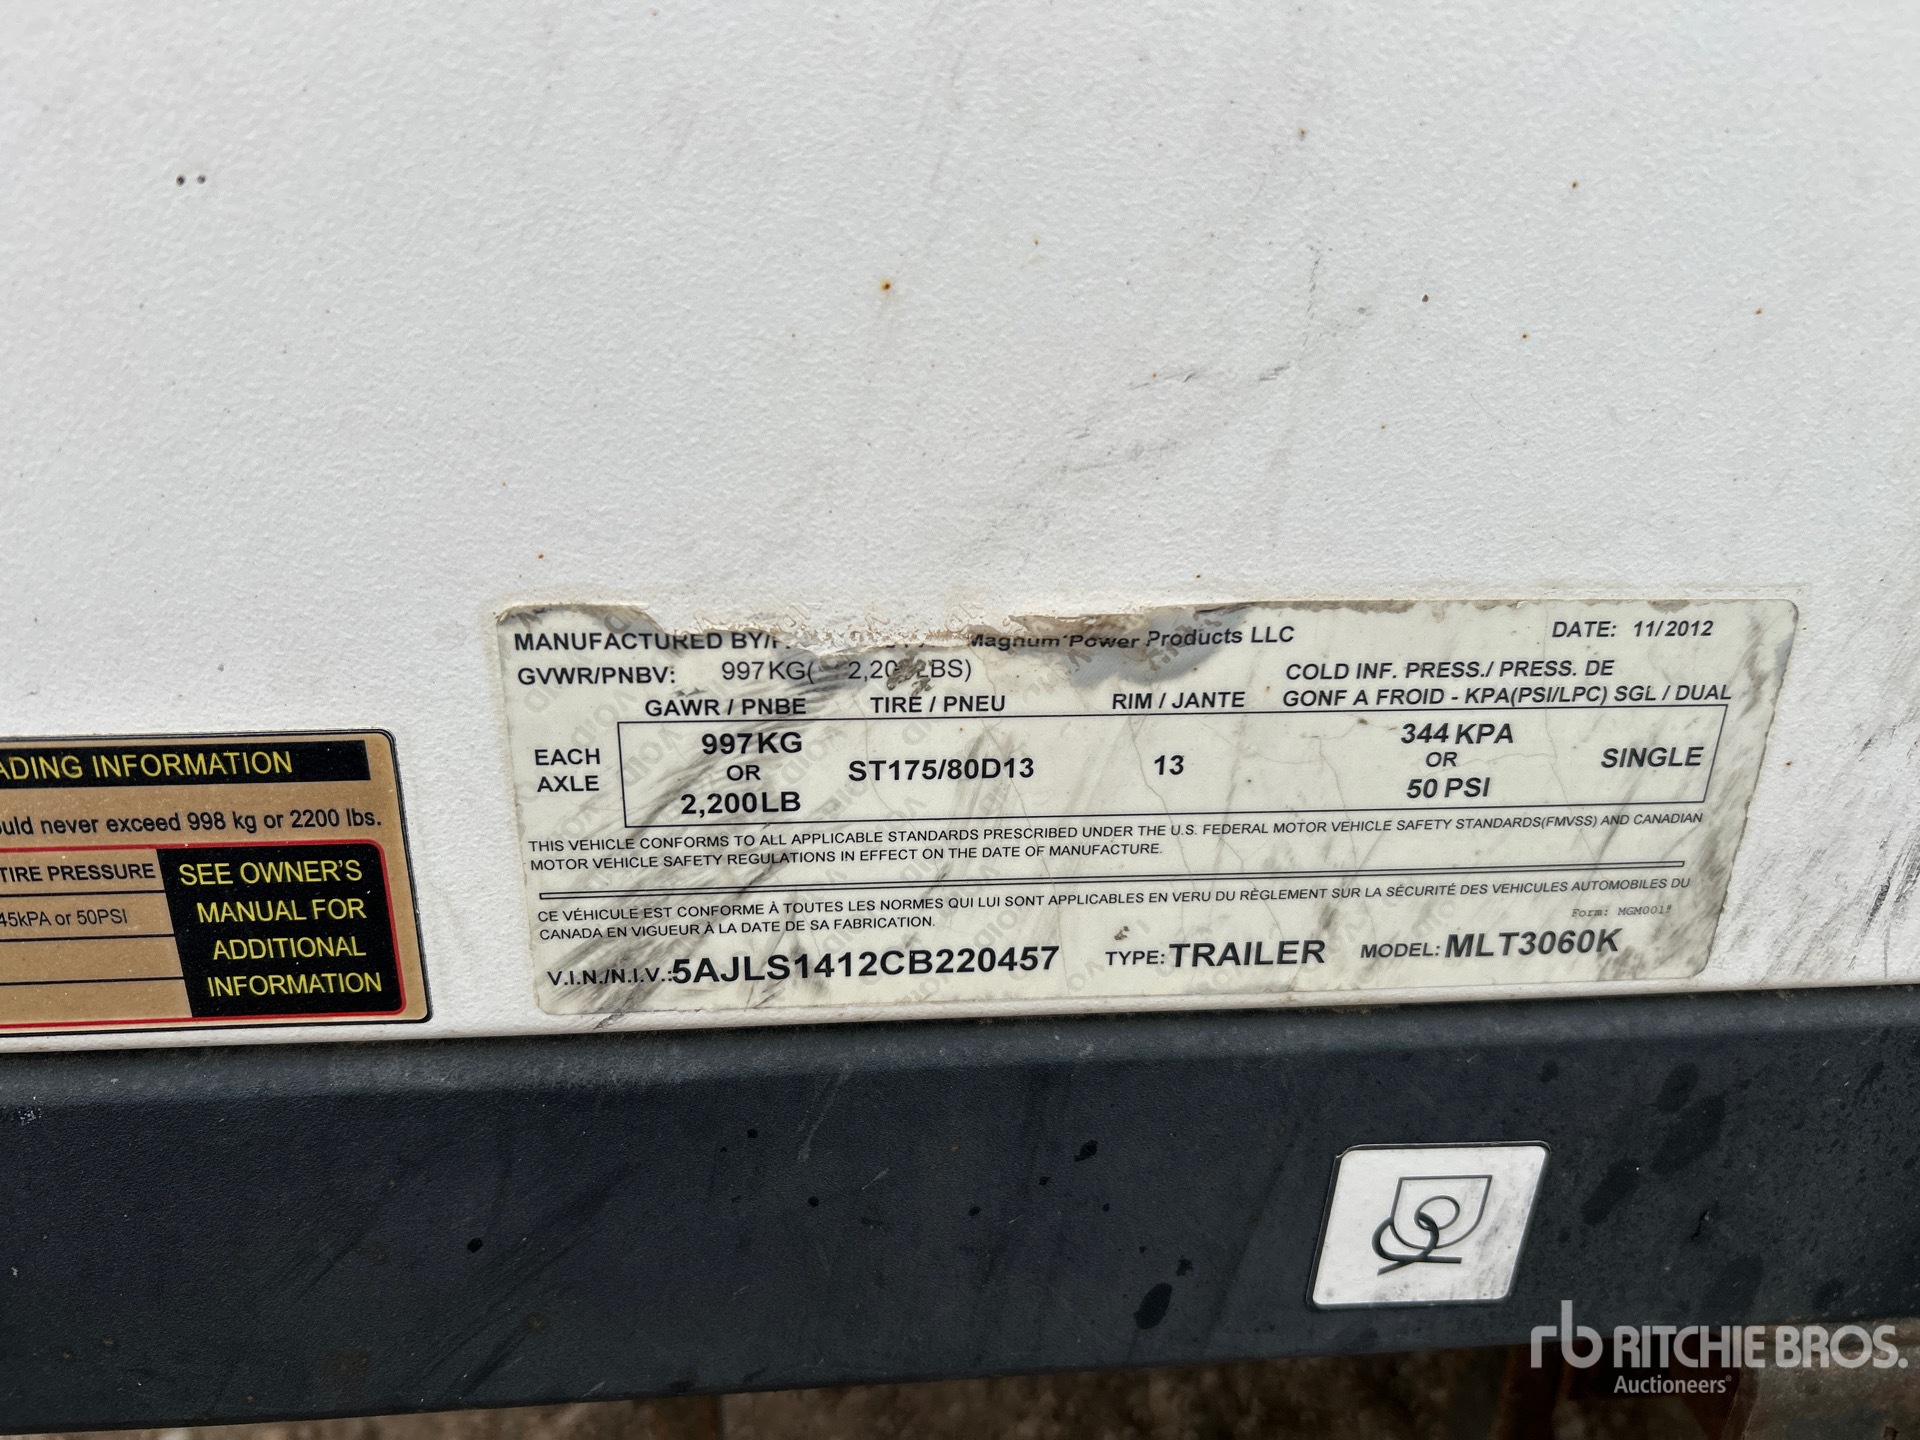 MANUFACTURED BY/ Magnum Power Products LLC
DATE: 11/2012
GVWR/PNBV: 997KG( LBS)
COLD INF. PRESS./ PRESS. DE
GONF A FROID - KPA(PSI/LPC) SGL / DUAL
GAWR / PNBE TIRE / PNEU RIM / JANTE
EACH AXLE
997KG
OR
2,200LB
ST175/80D13
13
344 KPA
OR
50 PSI
SINGLE
THIS VEHICLE CONFORMS TO ALL APPLICABLE STANDARDS PRESCRIBED UNDER THE U.S. FEDERAL MOTOR VEHICLE SAFETY STANDARDS(FMVSS) AND CANADIAN
MOTOR VEHICLE SAFETY REGULATIONS IN EFFECT ON THE DATE OF MANUFACTURE.
CE VÉHICULE EST CONFORME À TOUTES LES NORMES QUI LUI SONT APPLICABLES EN VERU DU RÈGLEMENT SUR LA SÉCURITÉ DES VEHICULES AUTOMOBILES DU
CANADA EN VIGUEUR À LA DATE DE SA FABRICATION.
Form: MGM001
V.I.N./N.I.V.:5AJLS1412CB220457 TYPE:TRAILER MODEL:MLT3060K
ADING INFORMATION
uld never exceed 998 kg or 2200 lbs.
TIRE PRESSURE
45kPA or 50PSI
SEE OWNER'S
MANUAL FOR
ADDITIONAL
INFORMATION
rb RITCHIE BROS.
Auctioneers